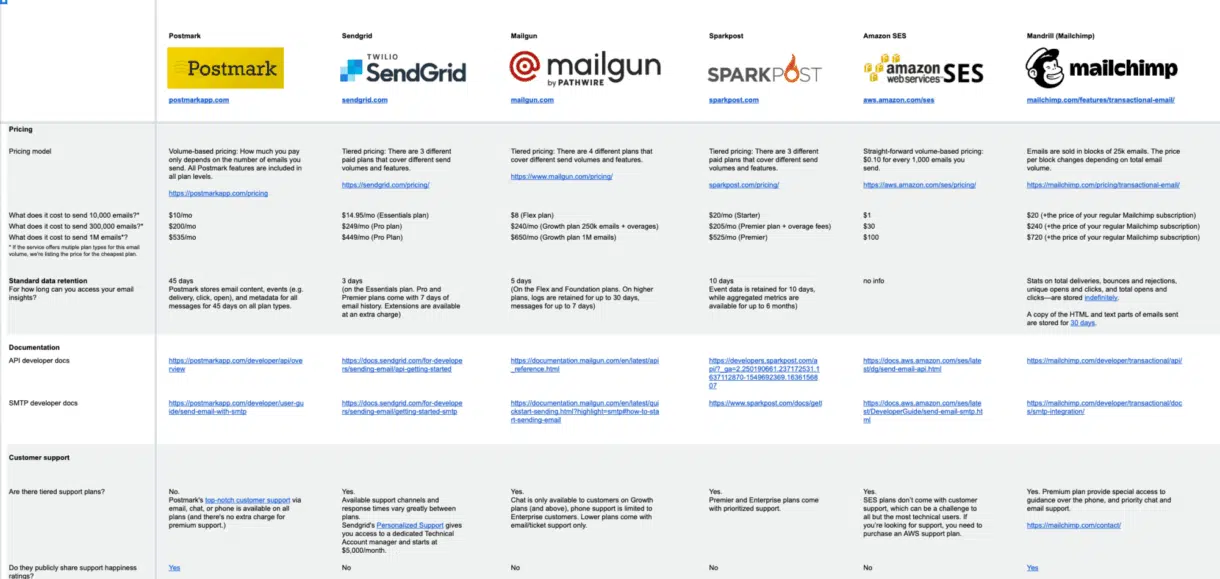 Postmark Sendgrid Mailgun Sparkpost Amazon SES Mandrill (Mailchimp)
Postmark
TWILIO
SendGrid
mailgun
by PATHWIRE
SPARKPOST
amazon
webservices™ SES
mailchimp
postmarkapp.com sendgrid.com mailgun.com sparkpost.com aws.amazon.com/ses mailchimp.com/features/transactional-email/
Pricing
Pricing model
Volume-based pricing: How much you pay
only depends on the number of emails you
send. All Postmark features are included in
all plan levels.
https://postmarkapp.com/pricing
Tiered pricing: There are 3 different
paid plans that cover different send
volumes and features.
https://sendgrid.com/pricing/
Tiered pricing: There are 4 different plans that
cover different send volumes and features.
https://www.mailgun.com/pricing/
Tiered pricing: There are 3 different
paid plans that cover different send
volumes and features.
sparkpost.com/pricing/
Straight-forward volume-based pricing:
$0.10 for every 1,000 emails you
send.
https://aws.amazon.com/ses/pricing/
Emails are sold in blocks of 25k emails. The price
per block changes depending on total email
volume.
https://mailchimp.com/pricing/transactional-email/
What does it cost to send 10,000 emails?* $10/mo $14.95/mo (Essentials plan) $8 (Flex plan) $20/mo (Starter) $1 $20 (+the price of your regular Mailchimp subscription)
What does it cost to send 300,000 emails?* $200/mo $249/mo (Pro plan) $240/mo (Growth plan 250k emails + overages) $205/mo (Premier plan + overage fees) $30 $240 (+the price of your regular Mailchimp subscription)
What does it cost to send 1M emails*? $535/mo $449/mo (Pro Plan) $650/mo (Growth plan 1M emails) $525/mo (Premier) $100 $720 (+the price of your regular Mailchimp subscription)
* If the service offers mutiple plan types for this email
volume, we're listing the price for the cheapest plan.
Standard data retention
For how long can you access your email
insights?
45 days
Postmark stores email content, events (e.g.
delivery, click, open), and metadata for all
messages for 45 days on all plan types.
3 days
(on the Essentials plan. Pro and
Premier plans come with 7 days of
email history. Extensions are available
at an extra charge)
5 days
(On the Flex and Foundation plans. On higher
plans, logs are retained for up to 30 days,
messages for up to 7 days)
10 days
Event data is retained for 10 days,
while aggregated metrics are
available for up to 6 months)
no info
Stats on total deliveries, bounces and rejections,
unique opens and clicks, and total opens and
clicks—are stored indefinitely.
A copy of the HTML and text parts of emails sent
are stored for 30 days.
Documentation
API developer docs
https://postmarkapp.com/developer/api/ove
rview
https://docs.sendgrid.com/for-develope
rs/sending-email/api-getting-started
https://documentation.mailgun.com/en/latest/api
_reference.html
https://developers.sparkpost.com/a
pi/?_ga=2.250190661.237172531.1
637112870-1549692369.16361568
07
https://docs.aws.amazon.com/ses/late
st/dg/send-email-api.html
https://mailchimp.com/developer/transactional/api/
SMTP developer docs
https://postmarkapp.com/developer/user-gu
ide/send-email-with-smtp
https://docs.sendgrid.com/for-develope
rs/sending-email/getting-started-smtp
https://documentation.mailgun.com/en/latest/qui
ckstart-sending.html?highlight=smtp#how-to-sta
rt-sending-email
https://www.sparkpost.com/docs/get
https://docs.aws.amazon.com/ses/late
st/DeveloperGuide/send-email-smtp.ht
ml
https://mailchimp.com/developer/transactional/doc
s/smtp-integration/
Customer support
Are there tiered support plans?
No.
Postmark's top-notch customer support via
email, chat, or phone is available on all
plans (and there's no extra charge for
premium support.)
Yes.
Available support channels and
response times vary greatly between
plans.
Sendgrid's Personalized Support gives
you access to a dedicated Technical
Account manager and starts at
$5,000/month.
Yes.
Chat is only available to customers on Growth
plans (and above), phone support is limited to
Enterprise customers. Lower plans come with
email/ticket support only.
Yes.
Premier and Enterprise plans come
with prioritized support.
Yes.
SES plans don't come with customer
support, which can be a challenge to
all but the most technical users. If
you're looking for support, you need to
purchase an AWS support plan.
Yes. Premium plan provide special access to
guidance over the phone, and priority chat and
email support.
https://mailchimp.com/contact/
Do they publicly share support happiness
ratings?
Yes No No No No Yes